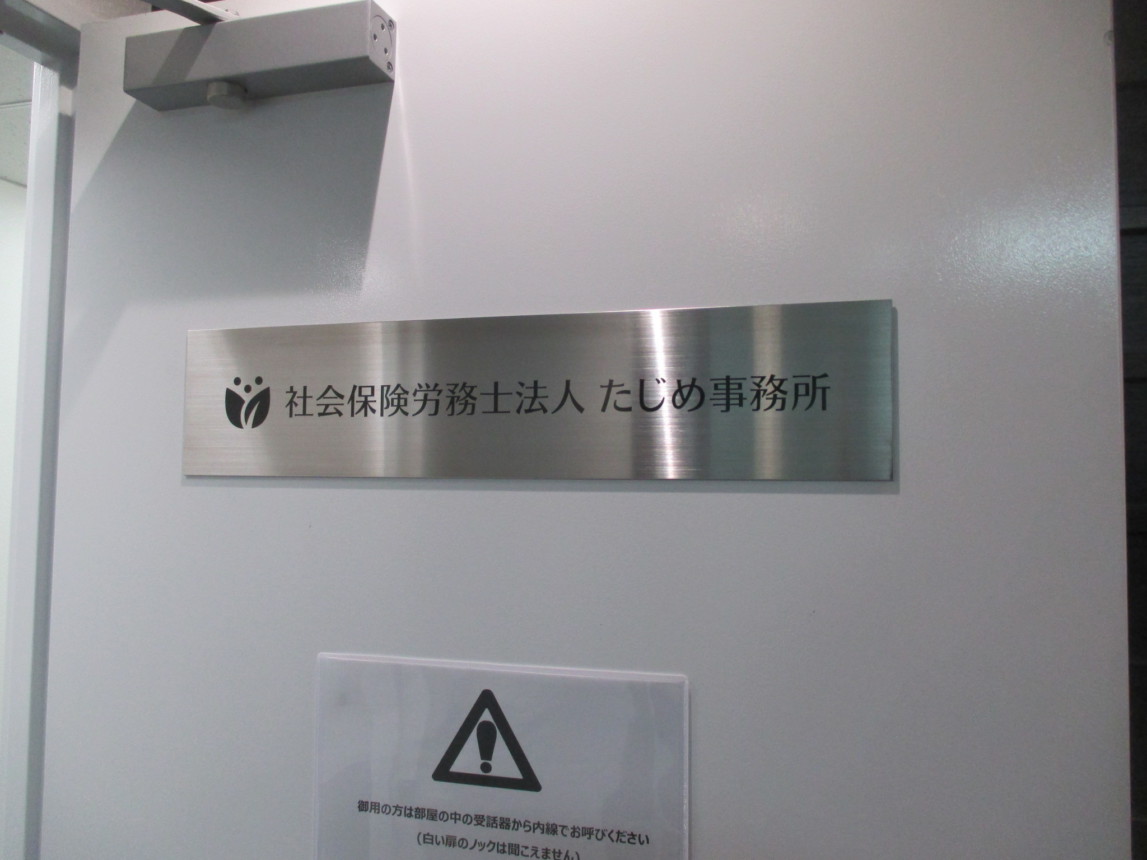 社会保険労務士法人 たじめ事務所
御用の方は部屋の中の受話器から内線でお呼びください
(白い扉のノックは聞こえません)